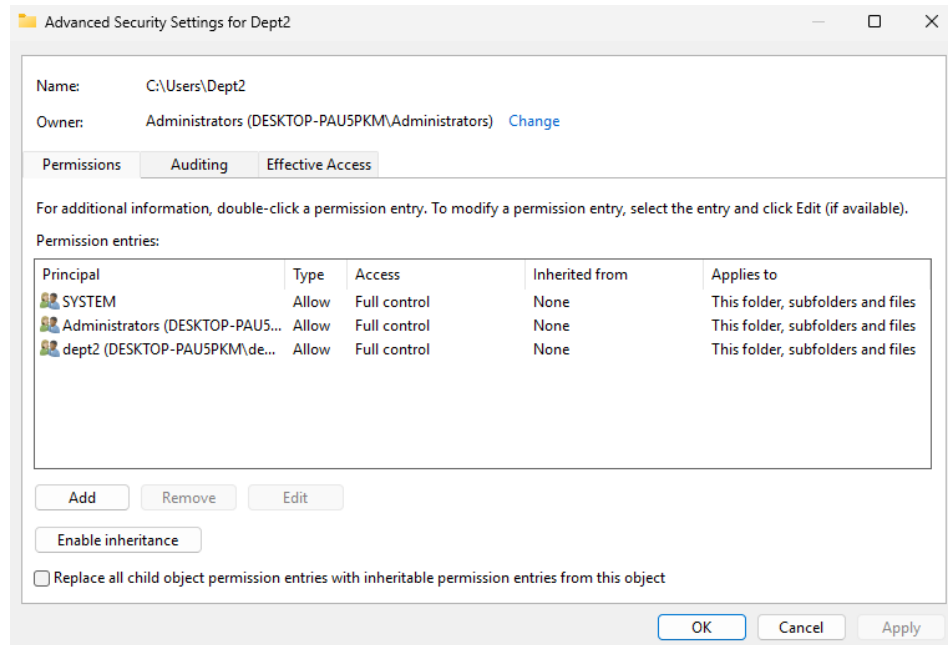 Advanced Security Settings for Dept2
Name: C:\Users\Dept2
Owner: Administrators (DESKTOP-PAU5PKM\Administrators) Change
Permissions Auditing Effective Access
For additional information, double-click a permission entry. To modify a permission entry, select the entry and click Edit (if available).
Permission entries:
Principal Type Access Inherited from Applies to
SYSTEM Allow Full control None This folder, subfolders and files
Administrators (DESKTOP-PAU5... Allow Full control None This folder, subfolders and files
dept2 (DESKTOP-PAU5PKM\de... Allow Full control None This folder, subfolders and files
Add Remove Edit
Enable inheritance
Replace all child object permission entries with inheritable permission entries from this object
OK Cancel Apply